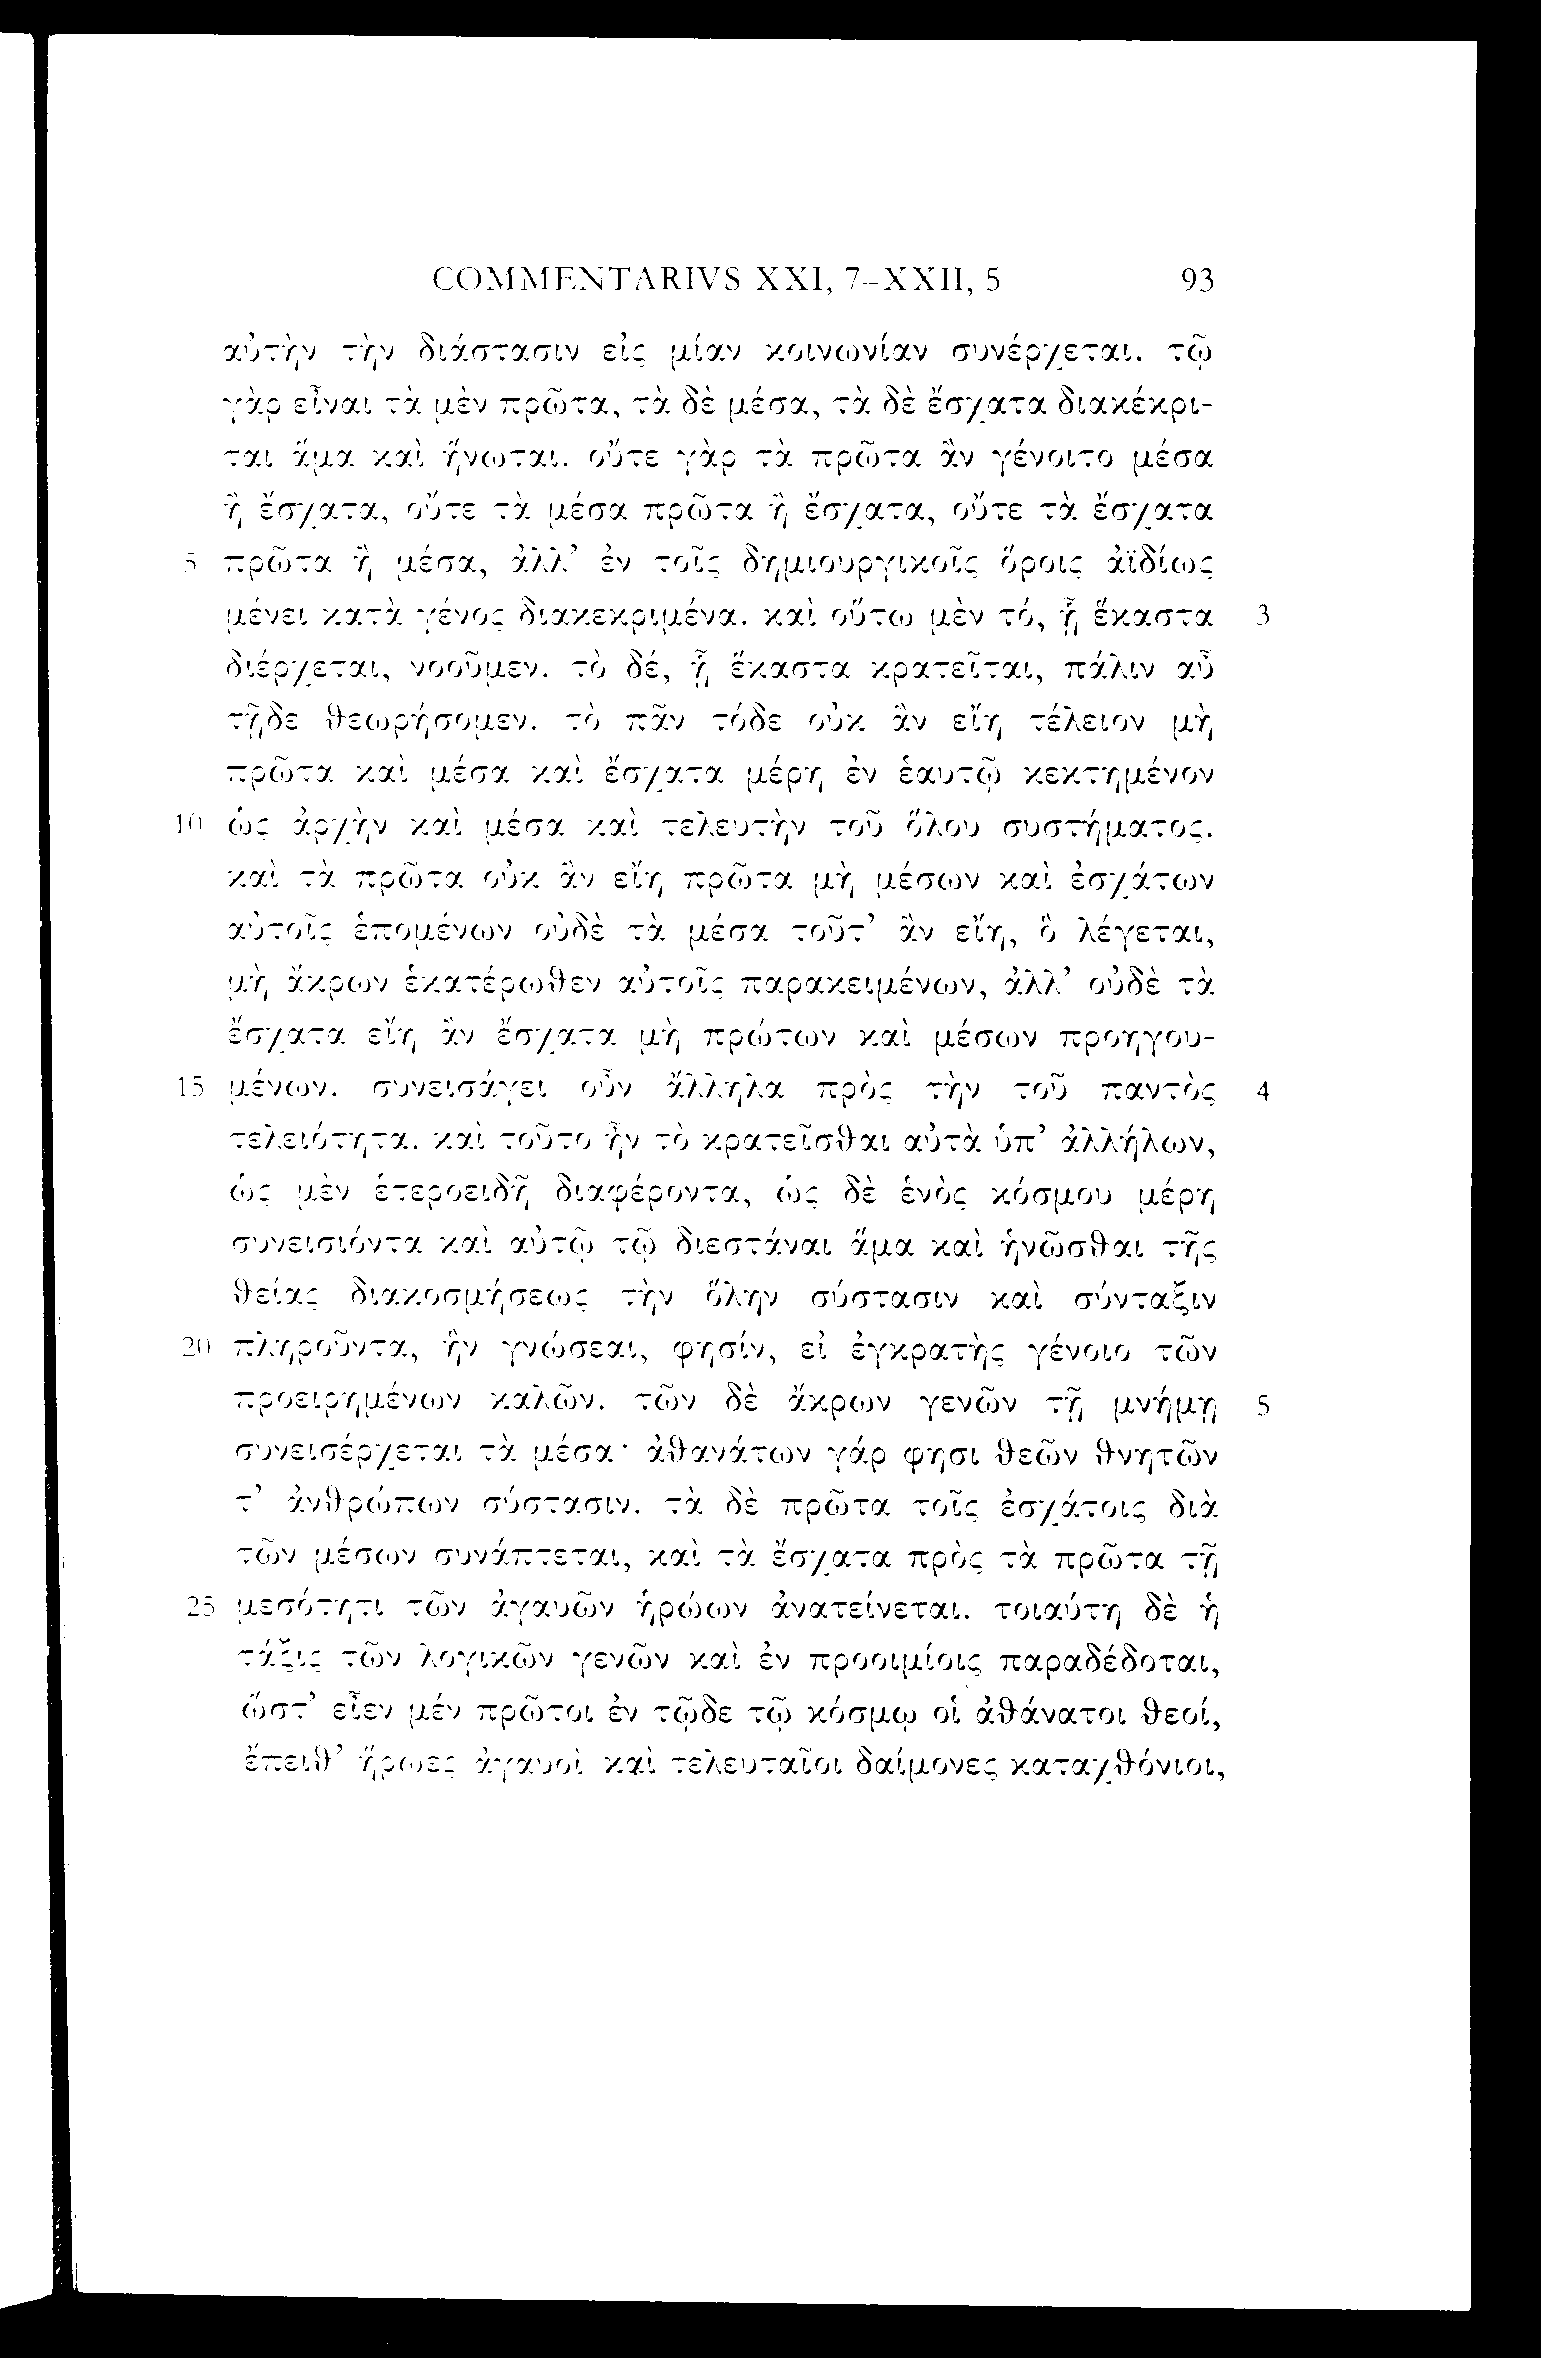 COMMENTARIVS XXI, 7–XXII, 5 93
αὐτὴν τὴν διάστασιν εἰς μίαν κοινωνίαν συνέρχεται. τῷ
γὰρ εἶναι τὰ μὲν πρῶτα, τὰ δὲ μέσα, τὰ δὲ ἔσχατα διακέκρι-
ται ἅμα καὶ ἥνωται. οὔτε γὰρ τὰ πρῶτα ἂν γένοιτο μέσα
ἢ ἔσχατα, οὔτε τὰ μέσα πρῶτα ἢ ἔσχατα, οὔτε τὰ ἔσχατα
5 πρῶτα ἢ μέσα, ἀλλ’ ἐν τοῖς δημιουργικοῖς ὅροις ἀϊδίως
μένει κατὰ γένος διακεκριμένα. καὶ οὕτω μὲν τό, ᾗ ἕκαστα 3
διέρχεται, νοοῦμεν. τὸ δέ, ᾗ ἕκαστα κρατεῖται, πάλιν αὖ
τῇδε θεωρήσομεν. τὸ πᾶν τόδε οὐκ ἂν εἴη τέλειον μὴ
πρῶτα καὶ μέσα καὶ ἔσχατα μέρη ἐν ἑαυτῷ κεκτημένον
10 ὡς ἀρχὴν καὶ μέσα καὶ τελευτὴν τοῦ ὅλου συστήματος.
καὶ τὰ πρῶτα οὐκ ἂν εἴη πρῶτα μὴ μέσων καὶ ἐσχάτων
αὐτοῖς ἑπομένων οὐδὲ τὰ μέσα τοῦτ’ ἂν εἴη, ὃ λέγεται,
μὴ ἄκρων ἑκατέρωθεν αὐτοῖς παρακειμένων, ἀλλ’ οὐδὲ τὰ
ἔσχατα εἴη ἂν ἔσχατα μὴ πρώτων καὶ μέσων προηγου-
15 μένων. συνεισάγει οὖν ἄλληλα πρὸς τὴν τοῦ παντὸς 4
τελειότητα. καὶ τοῦτο ἦν τὸ κρατεῖσθαι αὐτὰ ὑπ’ ἀλλήλων,
ὡς μὲν ἑτεροειδῆ διαφέροντα, ὡς δὲ ἑνὸς κόσμου μέρη
συνεισιόντα καὶ αὐτῷ τῷ διεστάναι ἅμα καὶ ἡνῶσθαι τῆς
θείας διακοσμήσεως τὴν ὅλην σύστασιν καὶ σύνταξιν
20 πληροῦντα, ἣν γνώσεαι, φησίν, εἰ ἐγκρατὴς γένοιο τῶν
προειρημένων καλῶν. τῶν δὲ ἄκρων γενῶν τῇ μνήμῃ 5
συνεισέρχεται τὰ μέσα· ἀθανάτων γάρ φησι θεῶν θνητῶν
τ’ ἀνθρώπων σύστασιν. τὰ δὲ πρῶτα τοῖς ἐσχάτοις διὰ
τῶν μέσων συνάπτεται, καὶ τὰ ἔσχατα πρὸς τὰ πρῶτα τῇ
25 μεσότητι τῶν ἀγαυῶν ἡρώων ἀνατείνεται. τοιαύτη δὲ ἡ
τάξις τῶν λογικῶν γενῶν καὶ ἐν προοιμίοις παραδέδοται,
ὥστ’ εἶεν μέν πρῶτοι ἐν τῷδε τῷ κόσμῳ οἱ ἀθάνατοι θεοί,
ἔπειθ’ ἥρωες ἀγαυοὶ καὶ τελευταῖοι δαίμονες καταχθόνιοι,